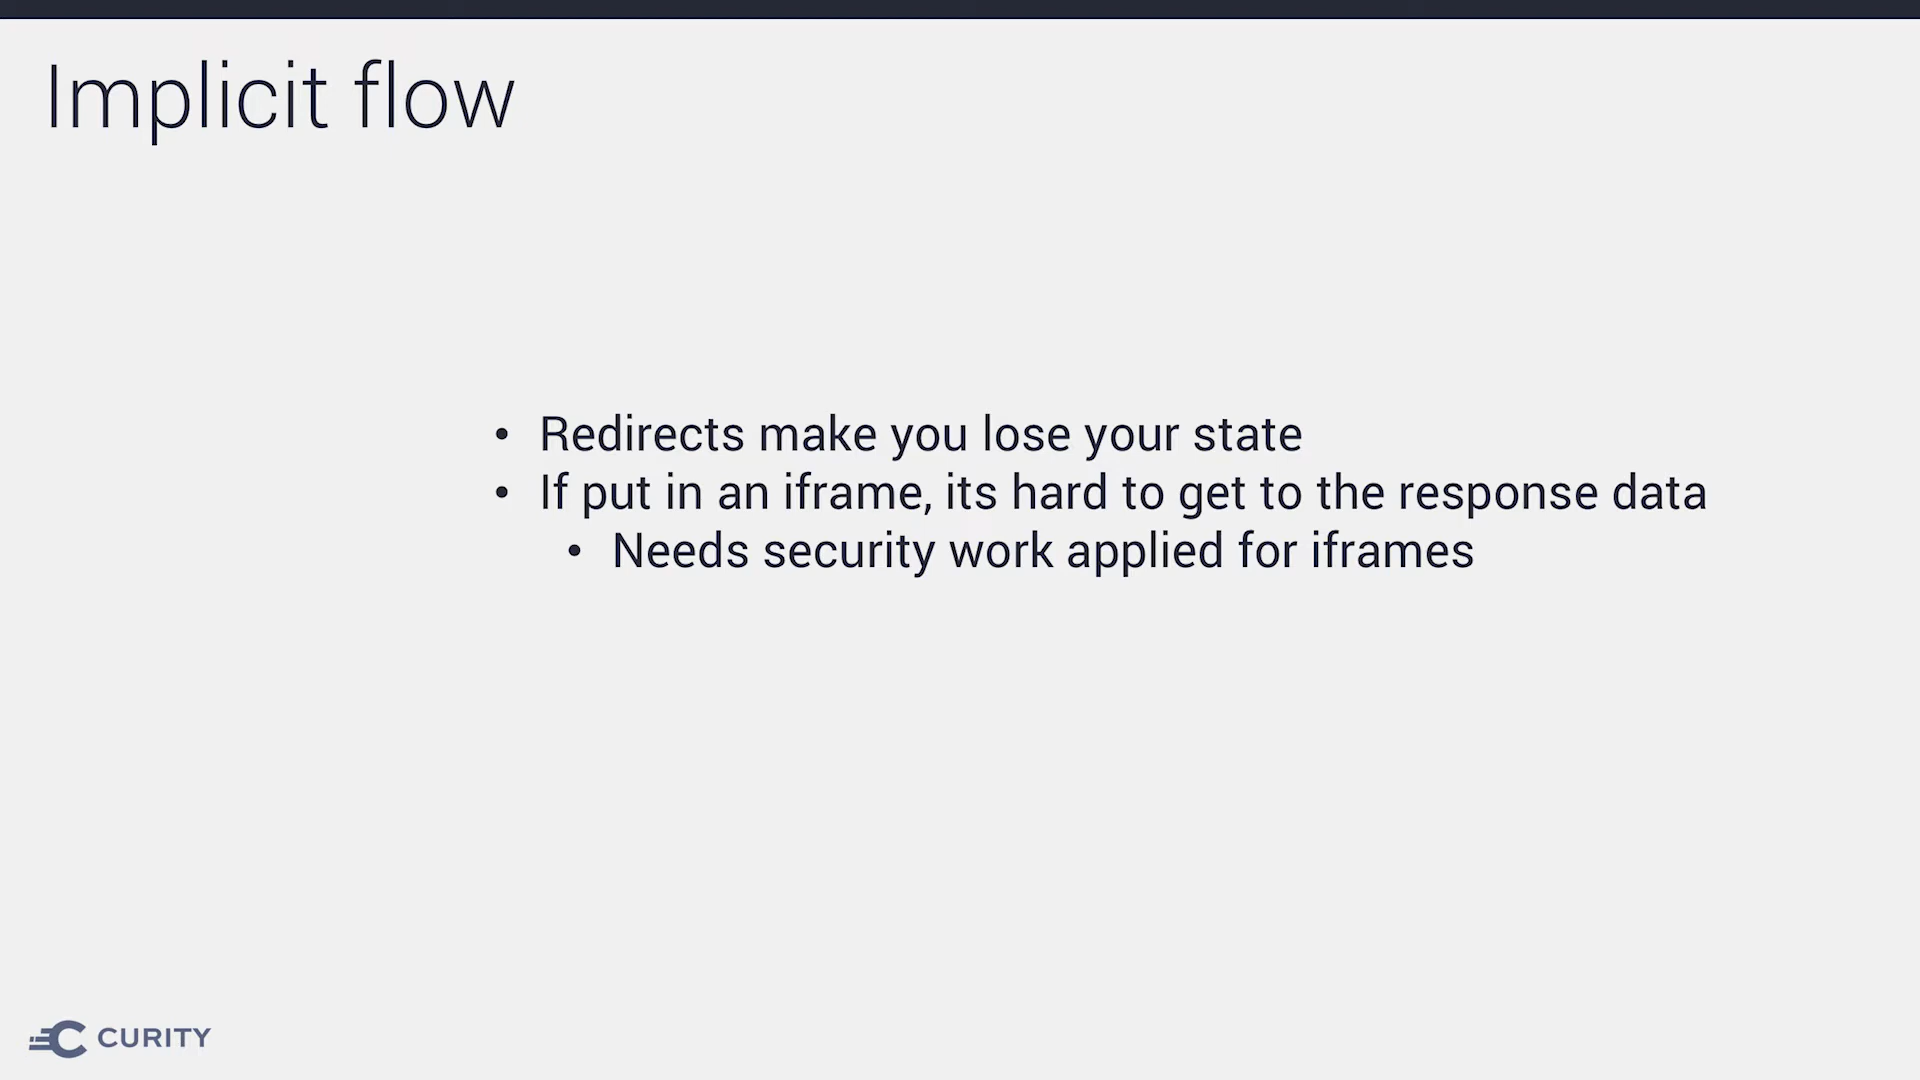 Implicit flow
• Redirects make you lose your state
• If put in an iframe, its hard to get to the response data
• Needs security work applied for iframes
CURITY